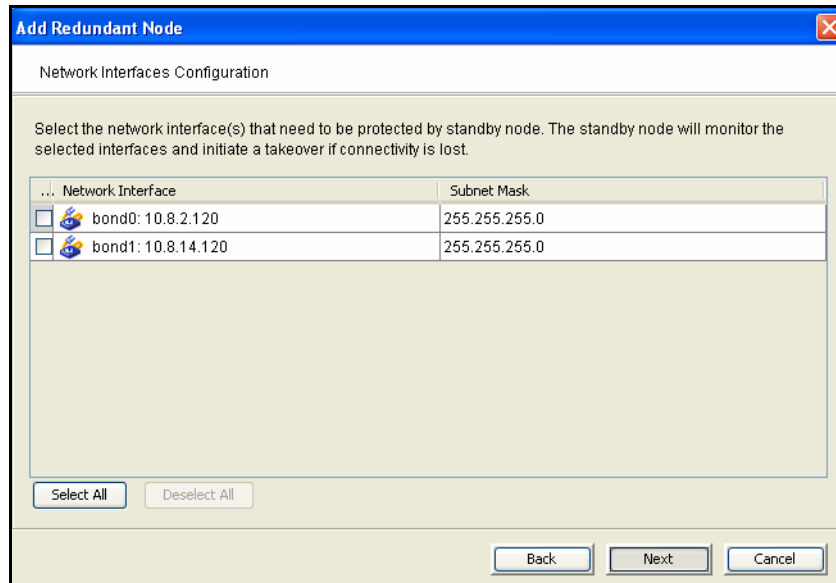 Add Redundant Node
Network Interfaces Configuration
Select the network interface(s) that need to be protected by standby node. The standby node will monitor the
selected interfaces and initiate a takeover if connectivity is lost.
... Network Interface Subnet Mask
bond0: 10.8.2.120 255.255.255.0
bond1: 10.8.14.120 255.255.255.0
Select All Deselect All
Back Next Cancel